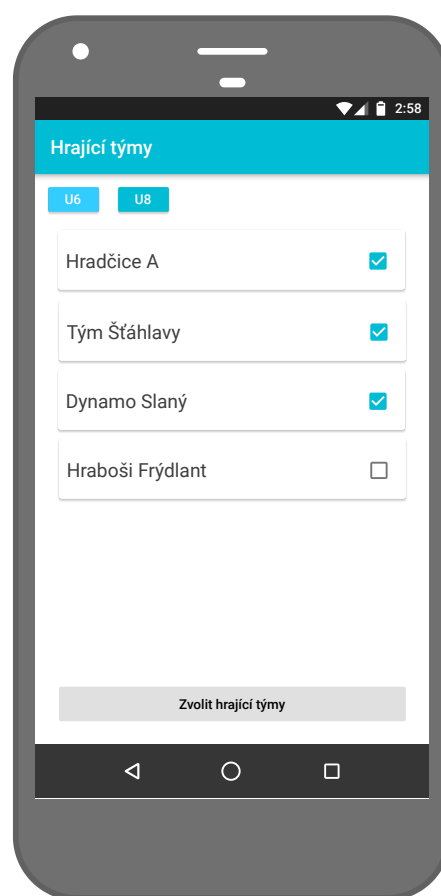 2:58
Hrající týmy
U6 U8
Hradčice A
Tým Šťáhlavy
Dynamo Slaný
Hraboši Frýdlant
Zvolit hrající týmy